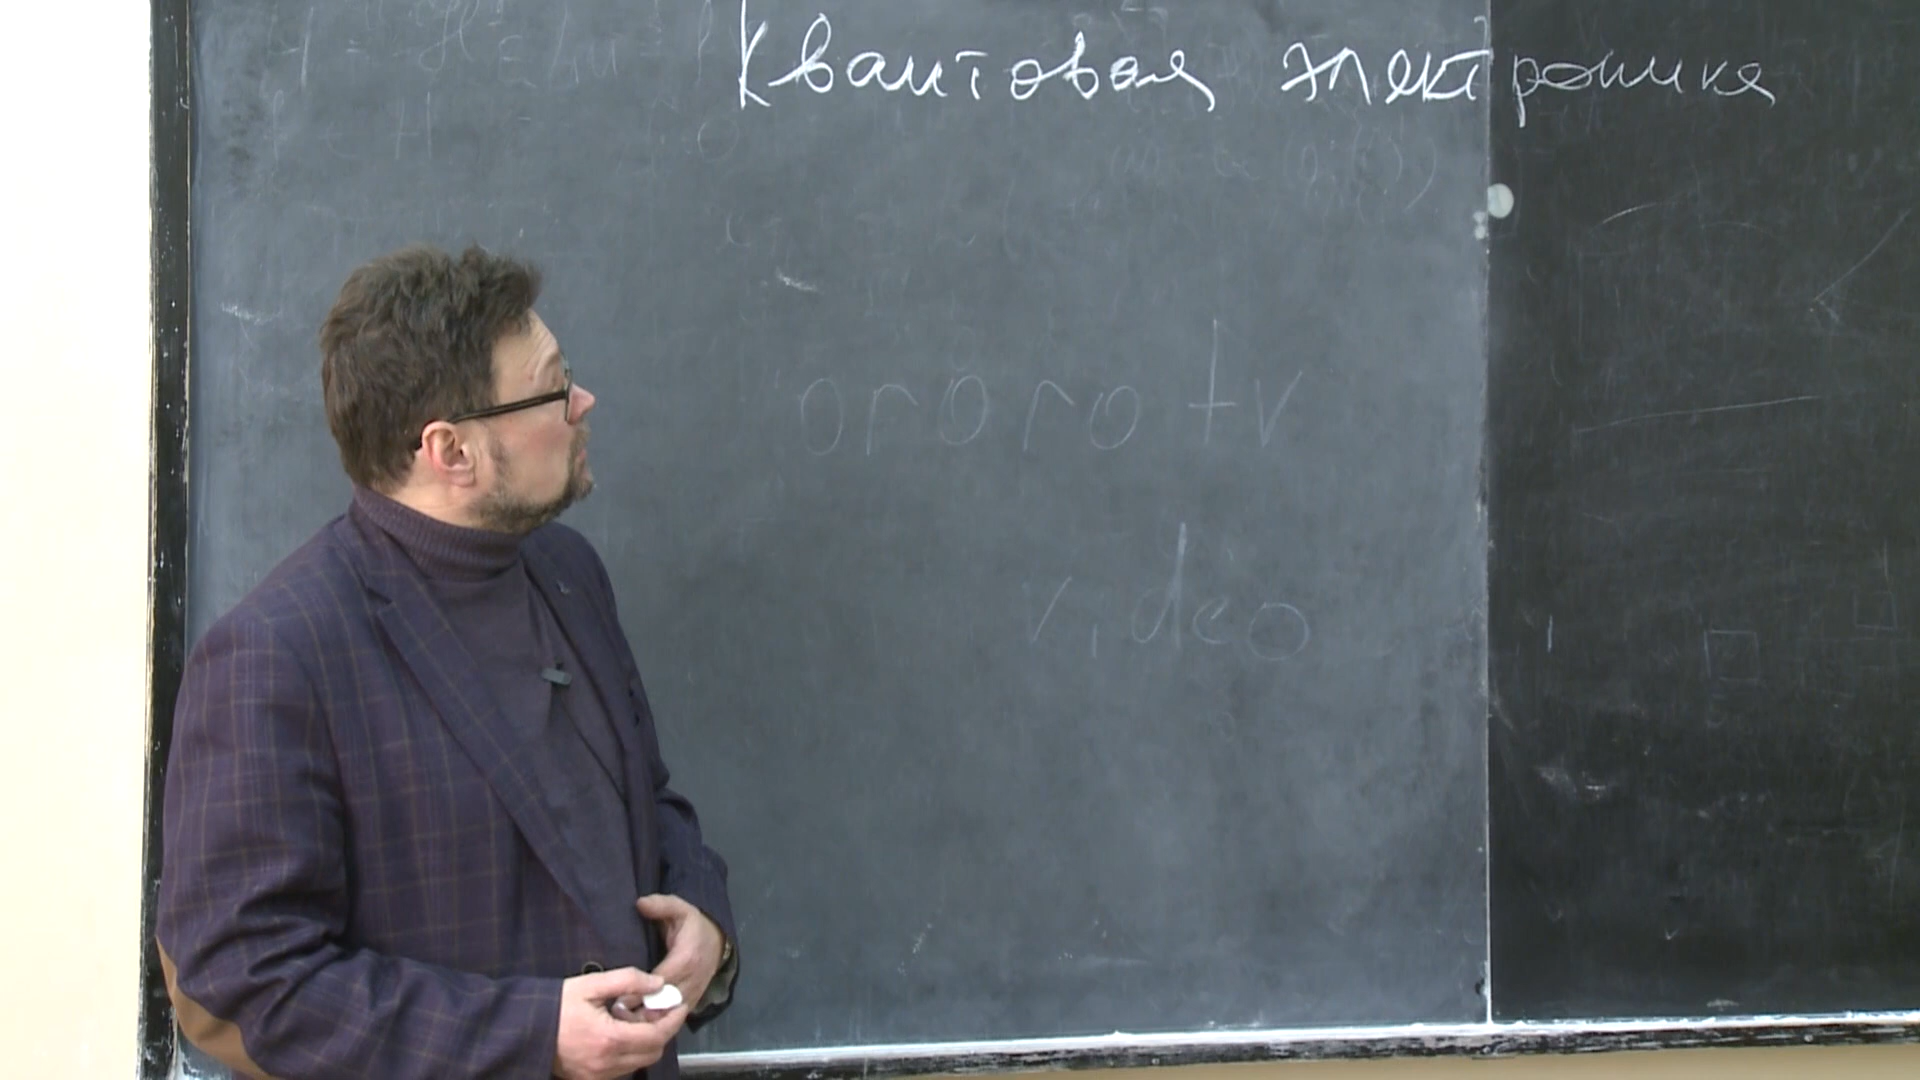 Квантовая электроника
ororo tv
video